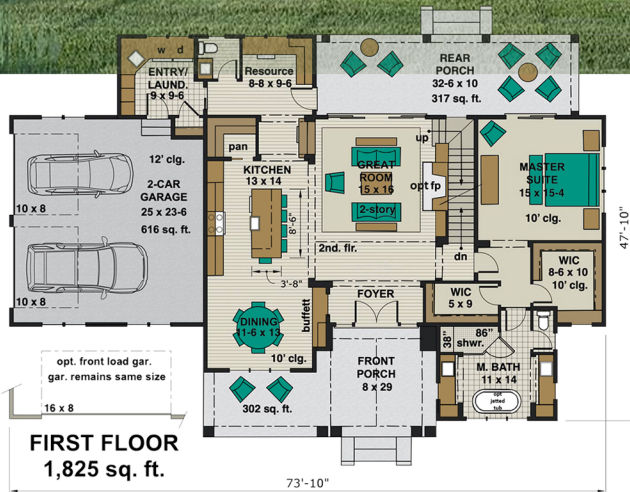 w d
ENTRY/
LAUND.
9 x 9-6
Resource
8-8 x 9-6
REAR
PORCH
32-6 x 10
317 sq. ft.
pan
KITCHEN
13 x 14
8'-6"
3'-8"
GREAT
ROOM
15 x 16
2-story
2nd. flr.
up
opt fp
dn
MASTER
SUITE
15 x 15-4
10' clg.
12' clg.
2-CAR
GARAGE
25 x 23-6
616 sq. ft.
10 x 8
10 x 8
WIC
8-6 x 10
10' clg.
WIC
5 x 9
FOYER
buffett
DINING
11-6 x 13
10' clg.
38"
86"
shwr.
M. BATH
11 x 14
opt
jetted
tub
FRONT
PORCH
8 x 29
302 sq. ft.
opt. front load gar.
gar. remains same size
16 x 8
47'-10"
FIRST FLOOR
1,825 sq. ft.
73'-10"